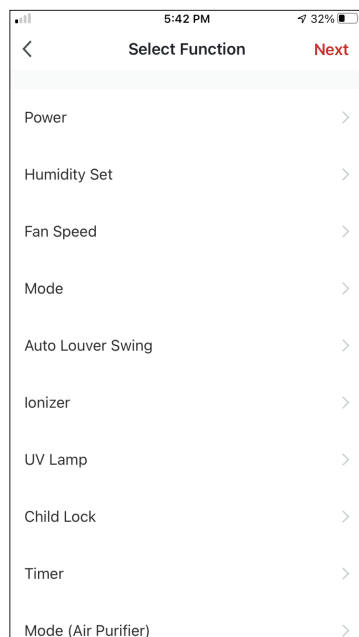 5:42 PM 32%
Select Function Next
Power
Humidity Set
Fan Speed
Mode
Auto Louver Swing
Ionizer
UV Lamp
Child Lock
Timer
Mode (Air Purifier)